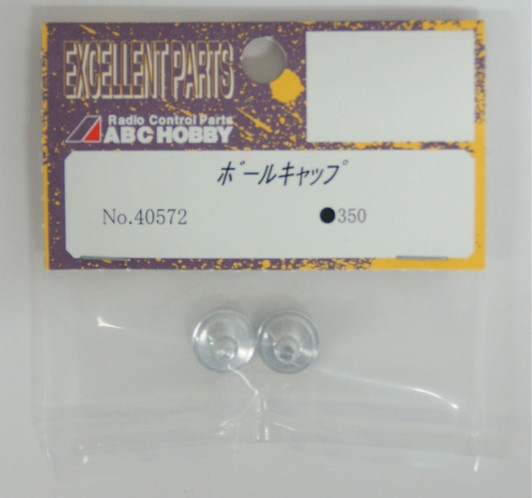 EXCELLENT PARTS
Radio Control Parts
ABC HOBBY
ボールキャップ
No.40572 ●350